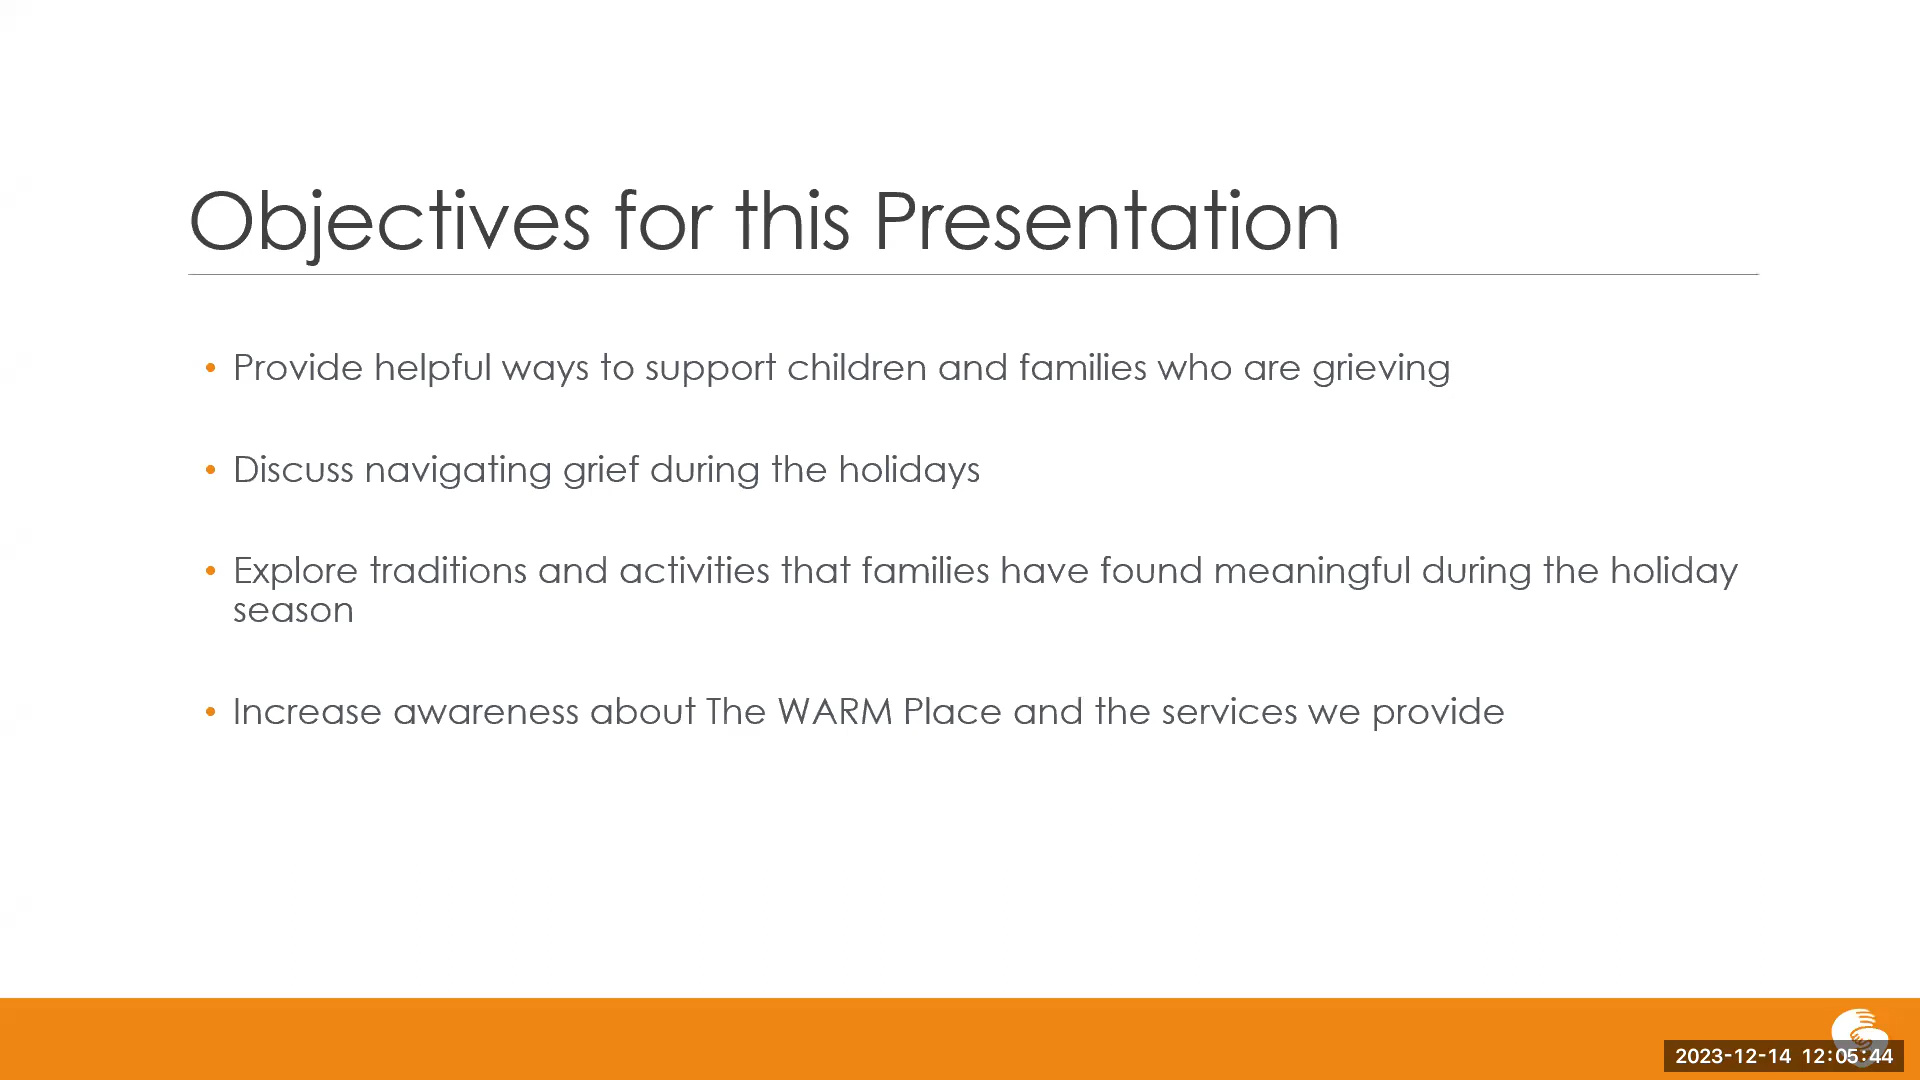 Objectives for this Presentation
• Provide helpful ways to support children and families who are grieving
• Discuss navigating grief during the holidays
• Explore traditions and activities that families have found meaningful during the holiday
season
• Increase awareness about The WARM Place and the services we provide
2023-12-14 12:05:44